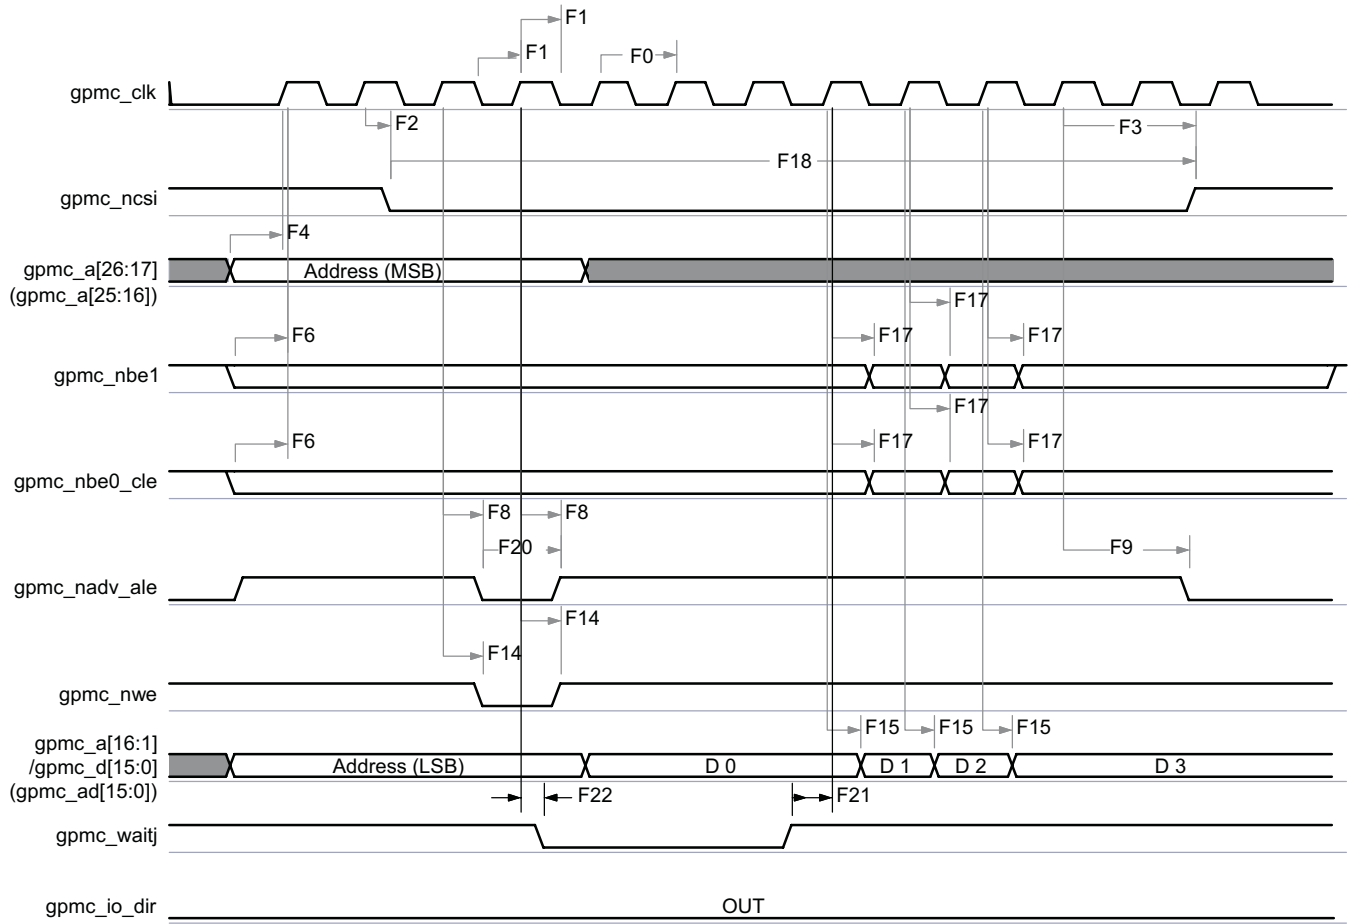 F1
F1
F0
gpmc_clk
F2
F3
F18
gpmc_ncsi
F4
gpmc_a[26:17]
(gpmc_a[25:16])
Address (MSB)
F17
F6
F17
F17
gpmc_nbe1
F17
F6
F17
F17
gpmc_nbe0_cle
F8
F8
F20
F9
gpmc_nadv_ale
F14
F14
gpmc_nwe
F15
F15
F15
gpmc_a[16:1]
/gpmc_d[15:0]
(gpmc_ad[15:0])
Address (LSB)
D 0
D 1
D 2
D 3
F22
F21
gpmc_waitj
gpmc_io_dir
OUT